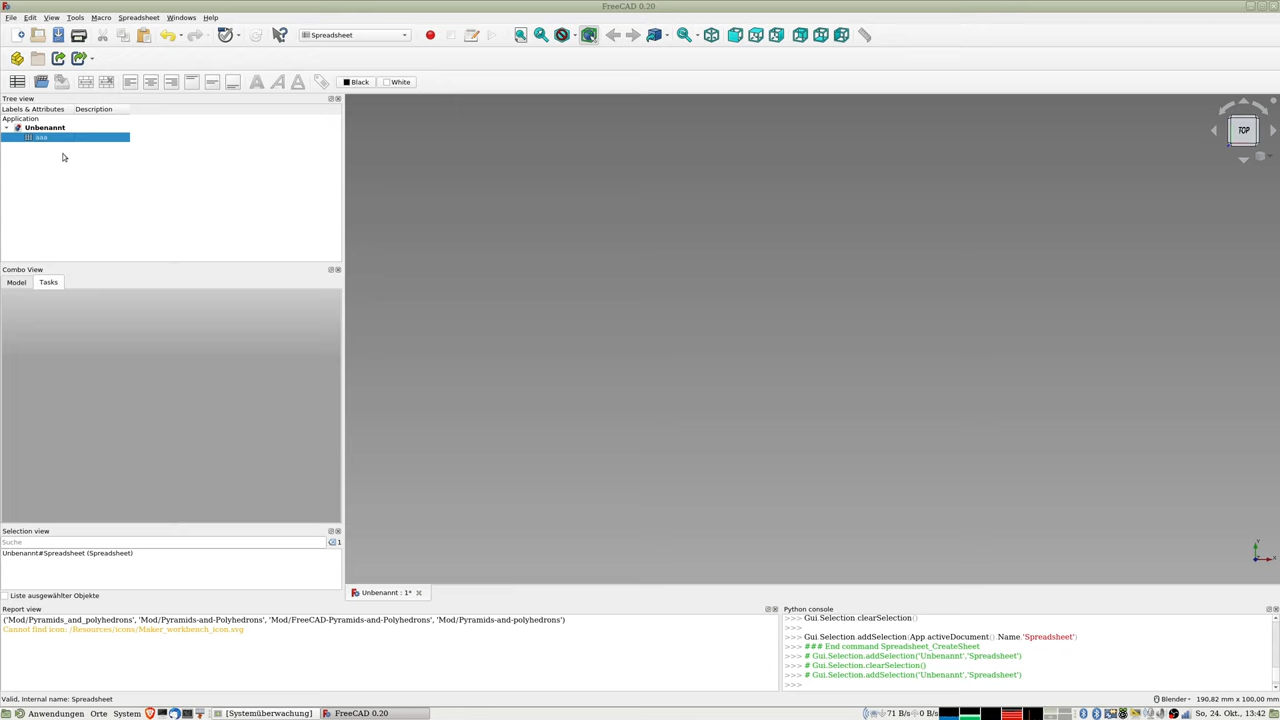 FreeCAD 0.20
File Edit View Tools Macro Spreadsheet Windows Help
Spreadsheet
Black White
Tree view
Labels & Attributes Description
Application
Unbenannt
aaa
TOP
Combo View
Model Tasks
Selection view
Suche
1
Unbenannt#Spreadsheet (Spreadsheet)
Liste ausgewählter Objekte
Unbenannt : 1*
Report view
('Mod/Pyramids_and_polyhedrons', 'Mod/Pyramids-and-Polyhedrons', 'Mod/FreeCAD-Pyramids-and-Polyhedrons', 'Mod/Pyramids-and-polyhedrons')
Cannot find icon: /Resources/icons/Maker_workbench_icon.svg
Python console
>>> Gui.Selection.clearSelection()
>>>
>>> Gui.Selection.addSelection(App.activeDocument().Name,'Spreadsheet')
>>> ### End command Spreadsheet_CreateSheet
>>> # Gui.Selection.addSelection('Unbenannt','Spreadsheet')
>>> # Gui.Selection.clearSelection()
>>> # Gui.Selection.addSelection('Unbenannt','Spreadsheet')
>>>
Y
X
Valid, Internal name: Spreadsheet
Blender 190,82 mm x 100,00 mm
Anwendungen Orte System [Systemüberwachung] FreeCAD 0.20 71 B/s 0 B/s So, 24. Okt., 13:42